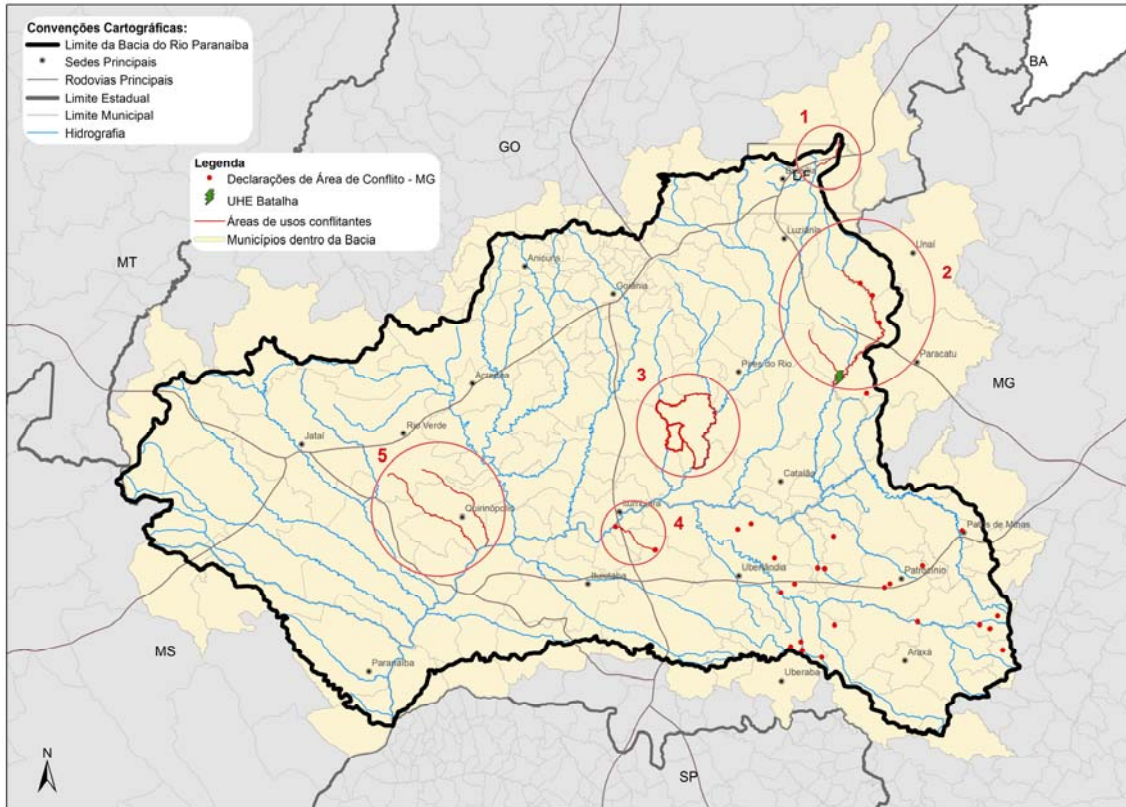 Convenções Cartográficas:
Limite da Bacia do Rio Paranaíba
Sedes Principais
Rodovias Principais
Limite Estadual
Limite Municipal
Hidrografia
BA
1
GO
Legenda
Declarações de Área de Conflito - MG
UHE Batalha
Áreas de usos conflitantes
Municípios dentro da Bacia
DF
Luziânia
Unaí
MT
2
Anicuns
Goiânia
Paracatu
Pires do Rio
MG
3
Acreúna
Rio Verde
Jataí
5
Catalão
Quirinópolis
Itumbiara
4
Patos de Minas
Uberlândia
Ituiutaba
Patrocínio
MS
Paranaíba
Araxá
Uberaba
N
SP